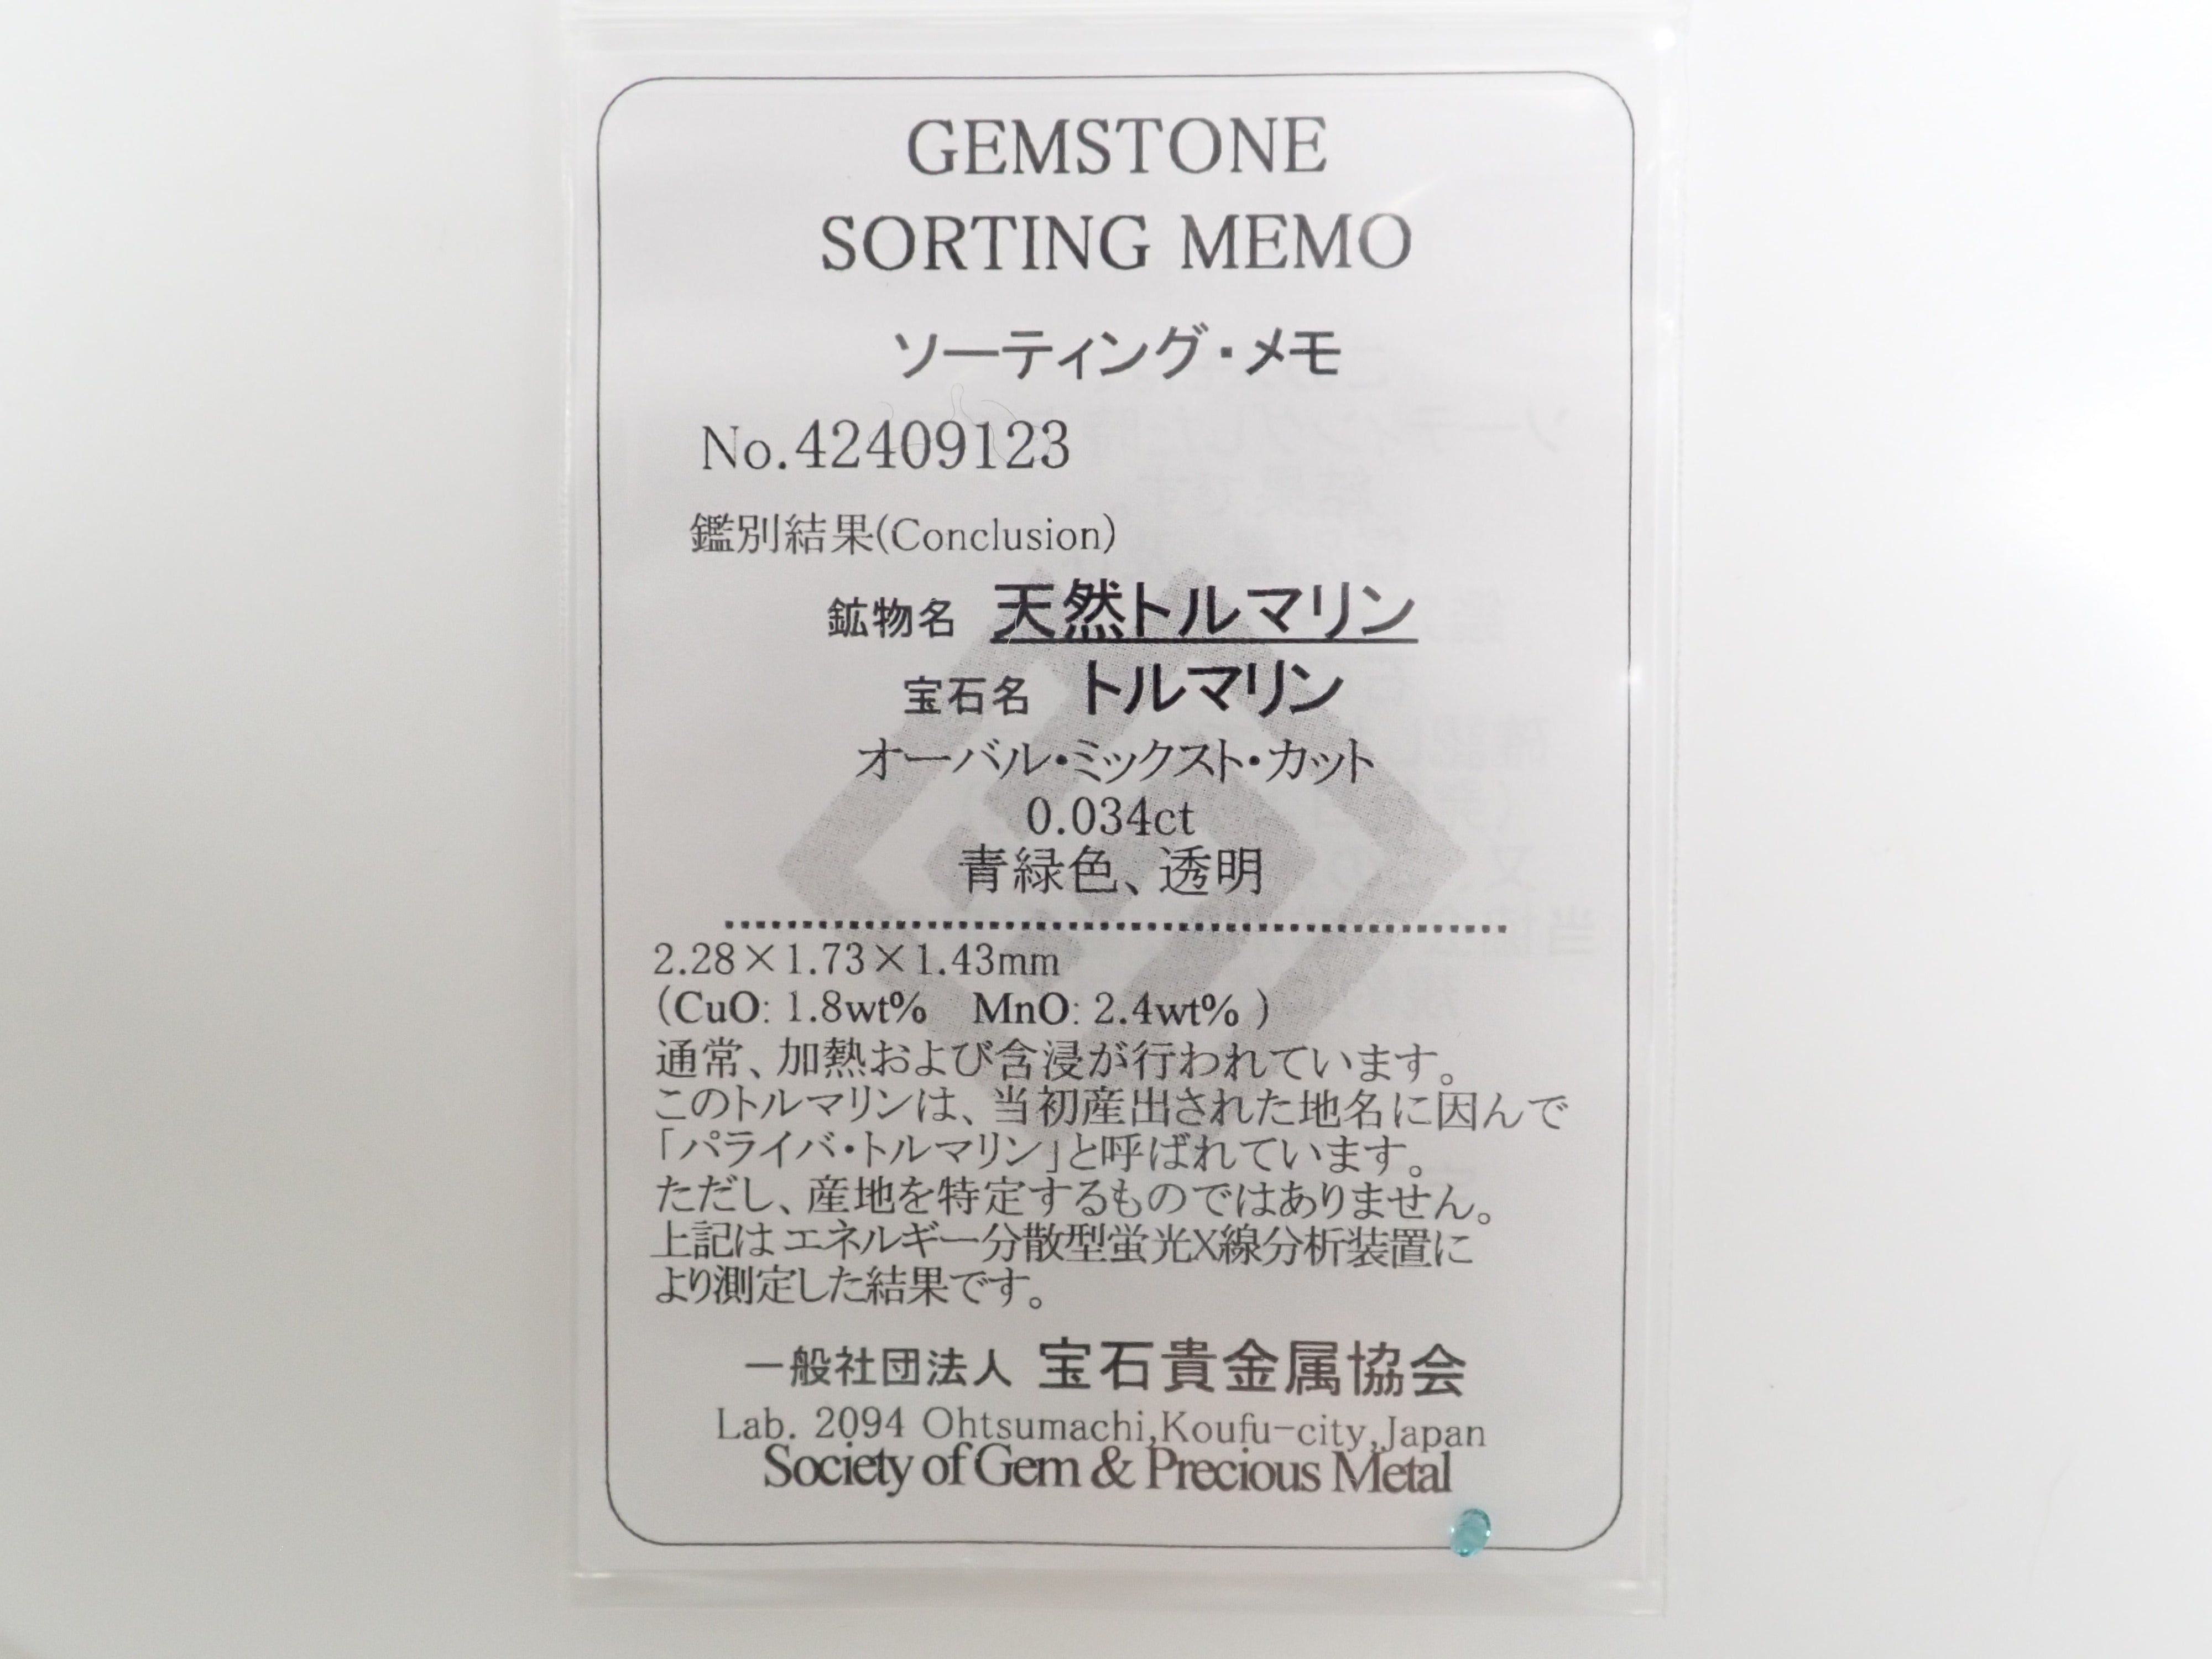 GEMSTONE
SORTING MEMO
ソーティング・メモ
No.42409123
鑑別結果(Conclusion)
鉱物名 天然トルマリン
宝石名 トルマリン
オーバル・ミックスト・カット
0.034ct
青緑色、透明
2.28×1.73×1.43mm
(CuO: 1.8wt% MnO: 2.4wt% )
通常、加熱および含浸が行われています。
このトルマリンは、当初産出された地名に因んで
「パライバ・トルマリン」と呼ばれています。
ただし、産地を特定するものではありません。
上記はエネルギー分散型蛍光X線分析装置に
より測定した結果です。
一般社団法人 宝石貴金属協会
Lab. 2094 Ohtsumachi,Koufu-city,Japan
Society of Gem & Precious Metal